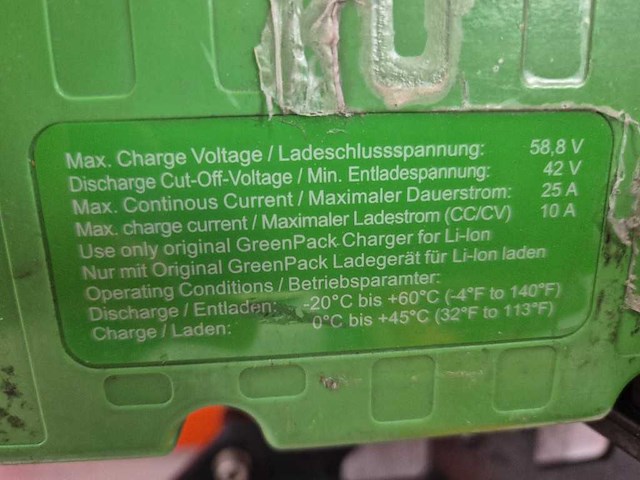 Max. Charge Voltage / Ladeschlussspannung: 58,8 V
Discharge Cut-Off-Voltage / Min. Entladespannung: 42 V
Max. Continous Current / Maximaler Dauerstrom: 25 A
Max. charge current / Maximaler Ladestrom (CC/CV) 10 A
Use only original GreenPack Charger for Li-Ion
Nur mit Original GreenPack Ladegerät für Li-Ion laden
Operating Conditions / Betriebsparamter:
Discharge / Entladen: -20°C bis +60°C (-4°F to 140°F)
Charge / Laden: 0°C bis +45°C (32°F to 113°F)